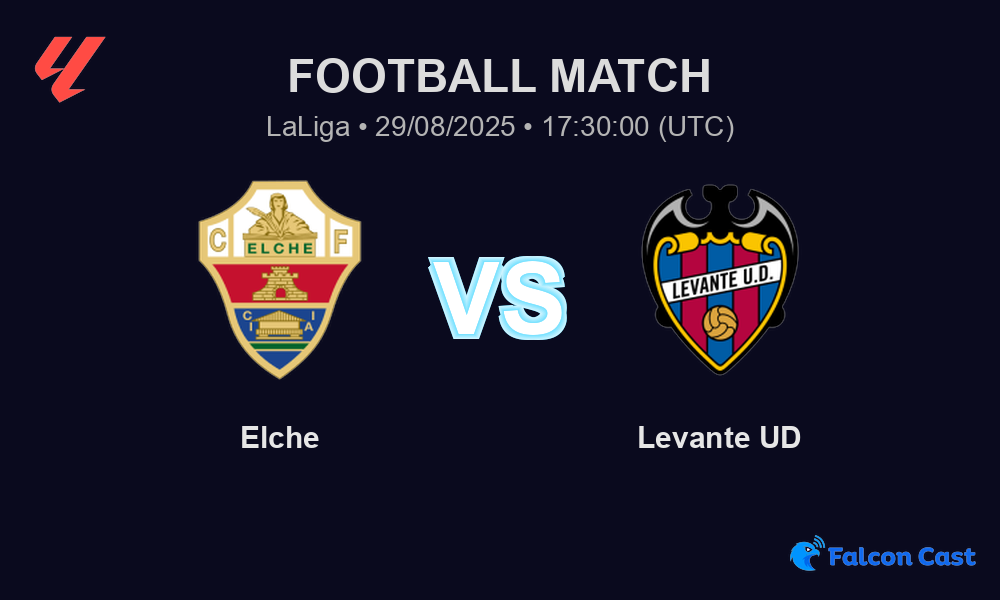 FOOTBALL MATCH
LaLiga • 29/08/2025 • 17:30:00 (UTC)
C F
ELCHE
C I I A
VS
LEVANTE U.D.
Elche
Levante UD
Falcon Cast